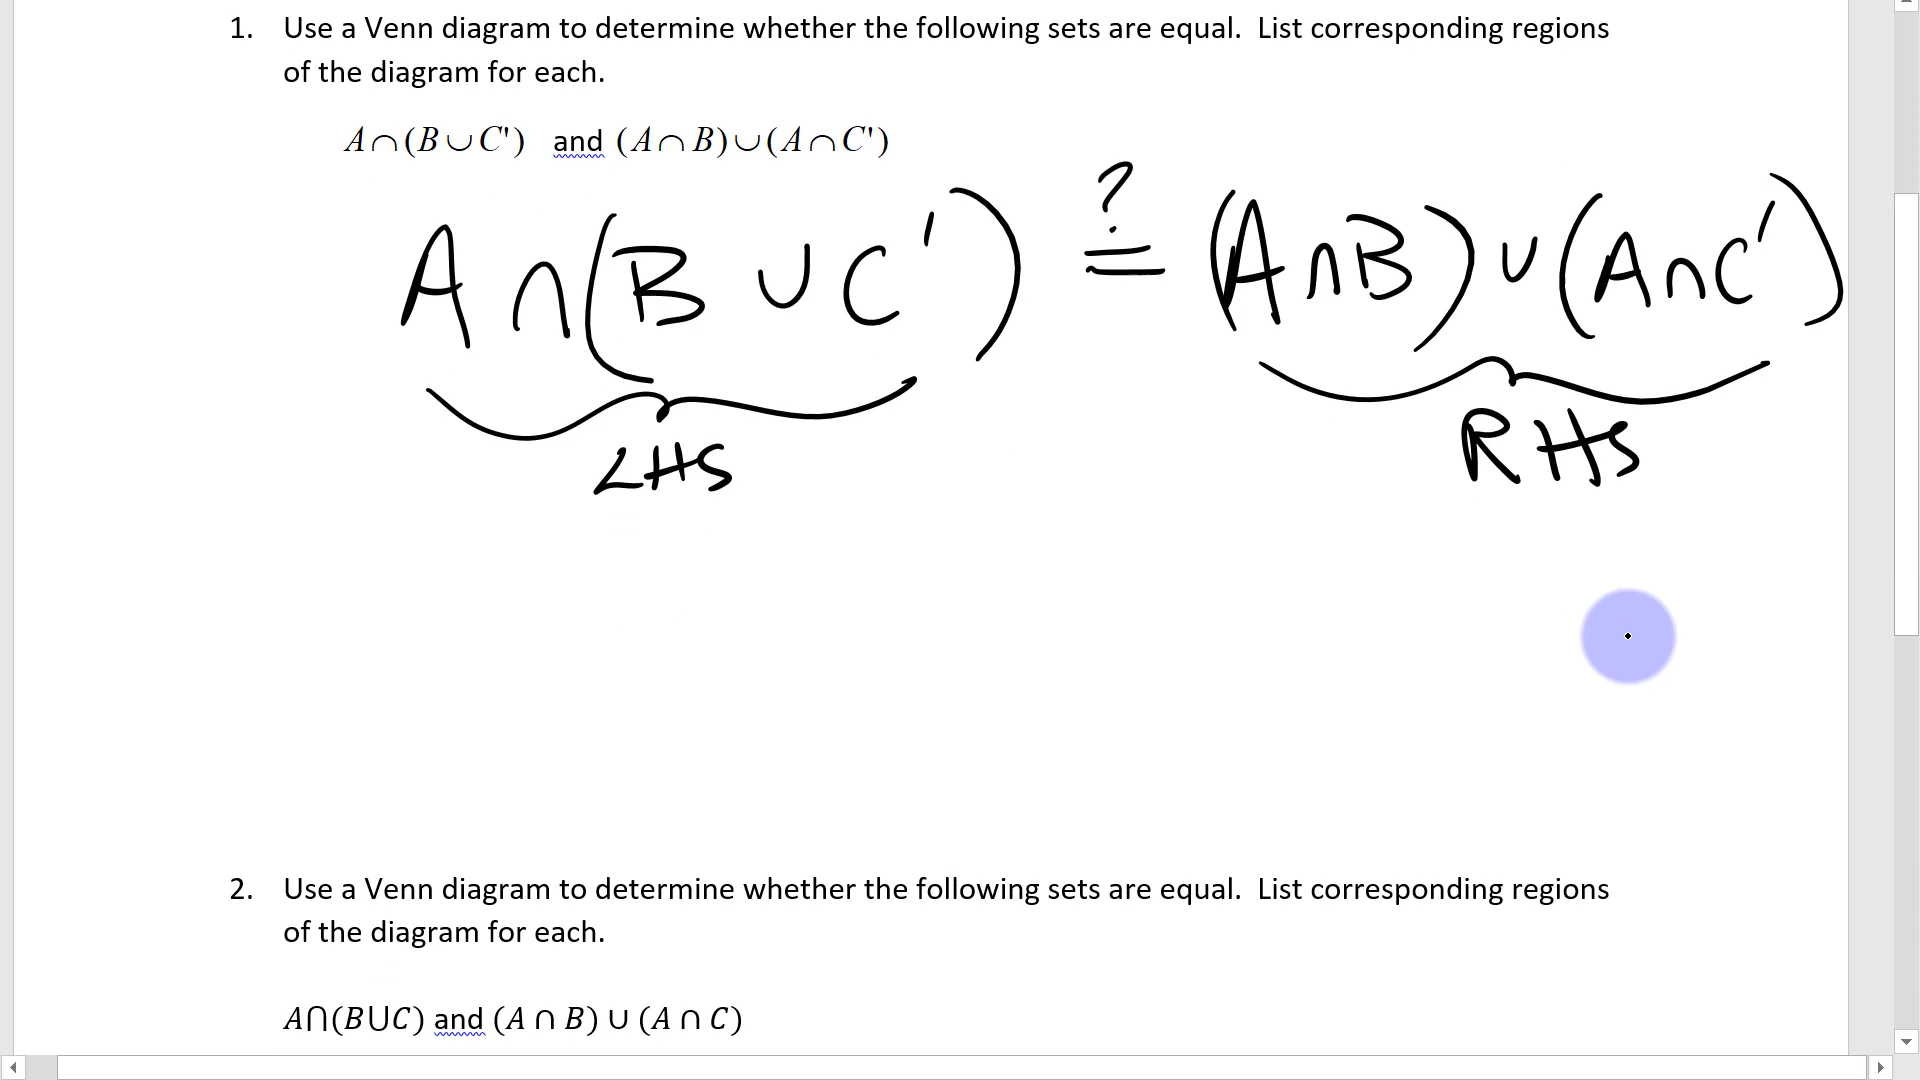 1. Use a Venn diagram to determine whether the following sets are equal. List corresponding regions
of the diagram for each.
A∩(B∪C') and (A∩B)∪(A∩C')
A∩(B∪C') ≟ (A∩B)∪(A∩C')
LHS RHS
2. Use a Venn diagram to determine whether the following sets are equal. List corresponding regions
of the diagram for each.
A⋂(B⋃C) and (A ∩ B) ∪ (A ∩ C)